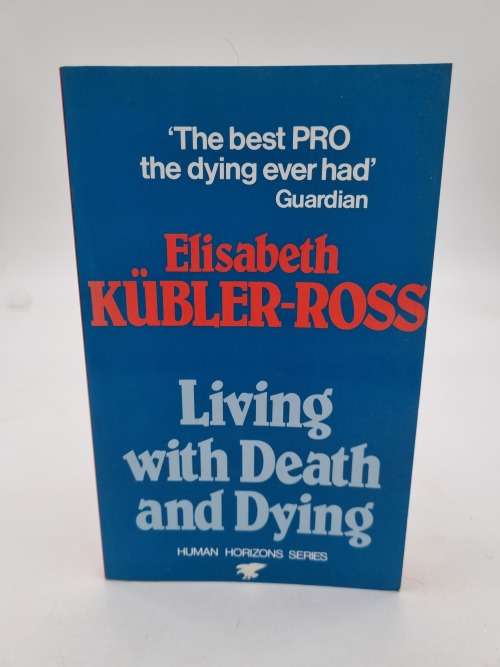 'The best PRO
the dying ever had'
Guardian
Elisabeth
KÜBLER-ROSS
Living
with Death
and Dying
HUMAN HORIZONS SERIES